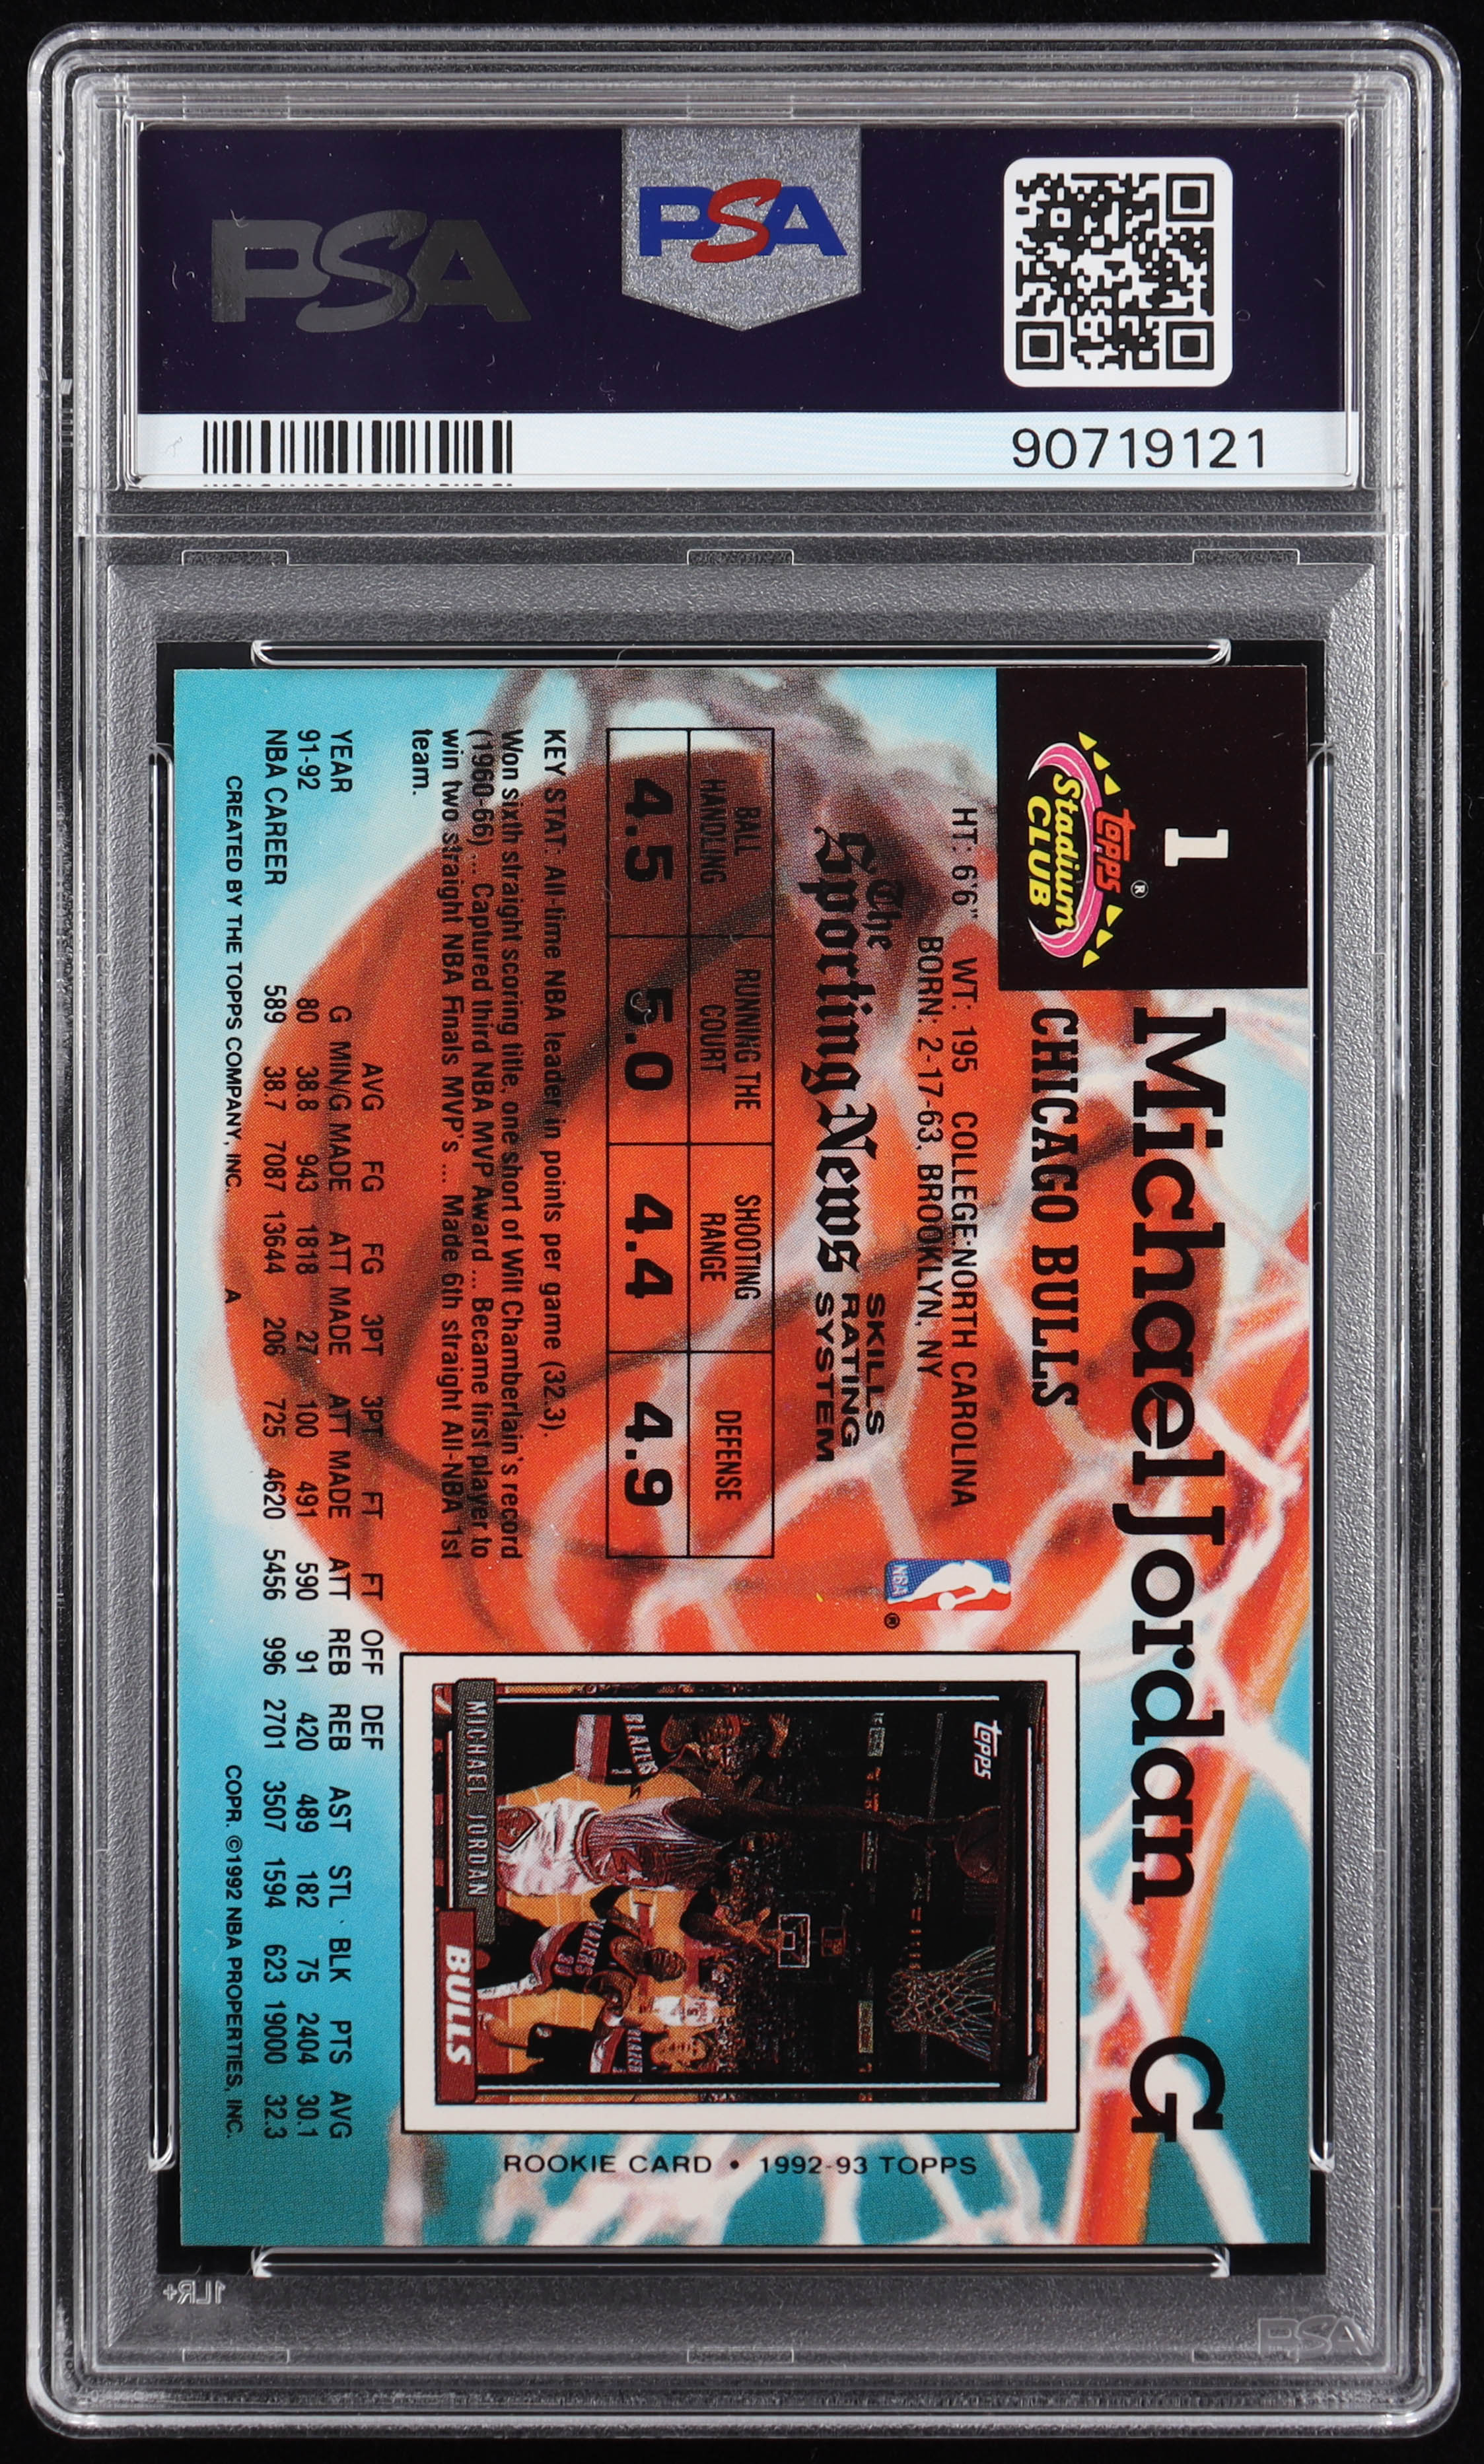 PSA
PSA
90719121
1
Topps®
Stadium
CLUB
Michael Jordan G
CHICAGO BULLS
HT: 6'6" WT: 195 COLLEGE-NORTH CAROLINA
BORN: 2-17-63, BROOKLYN, NY
NBA®
The
Sporting News
SKILLS
RATING
SYSTEM
BALL HANDLING RUNNING THE COURT SHOOTING RANGE DEFENSE
4.5 5.0 4.4 4.9
KEY STAT: All-time NBA leader in points per game (32.3).
Won sixth straight scoring title, one short of Wilt Chamberlain's record
(1960-66) ... Captured third NBA MVP Award ... Became first player to
win two straight NBA Finals MVP's ... Made 6th straight All-NBA 1st
team.
AVG FG FG 3PT 3PT FT FT OFF DEF
YEAR G MIN/G MADE ATT MADE ATT MADE ATT REB REB AST STL BLK PTS AVG
91-92 80 38.8 943 1818 27 100 491 590 91 420 489 182 75 2404 30.1
NBA CAREER 589 38.7 7087 13644 206 725 4620 5456 996 2701 3507 1594 623 19000 32.3
CREATED BY THE TOPPS COMPANY, INC. A COPR. ©1992 NBA PROPERTIES, INC.
Topps
BLAZERS
BLAZERS
MICHAEL JORDAN
BULLS
ROOKIE CARD • 1992-93 TOPPS
1LR+
PSA